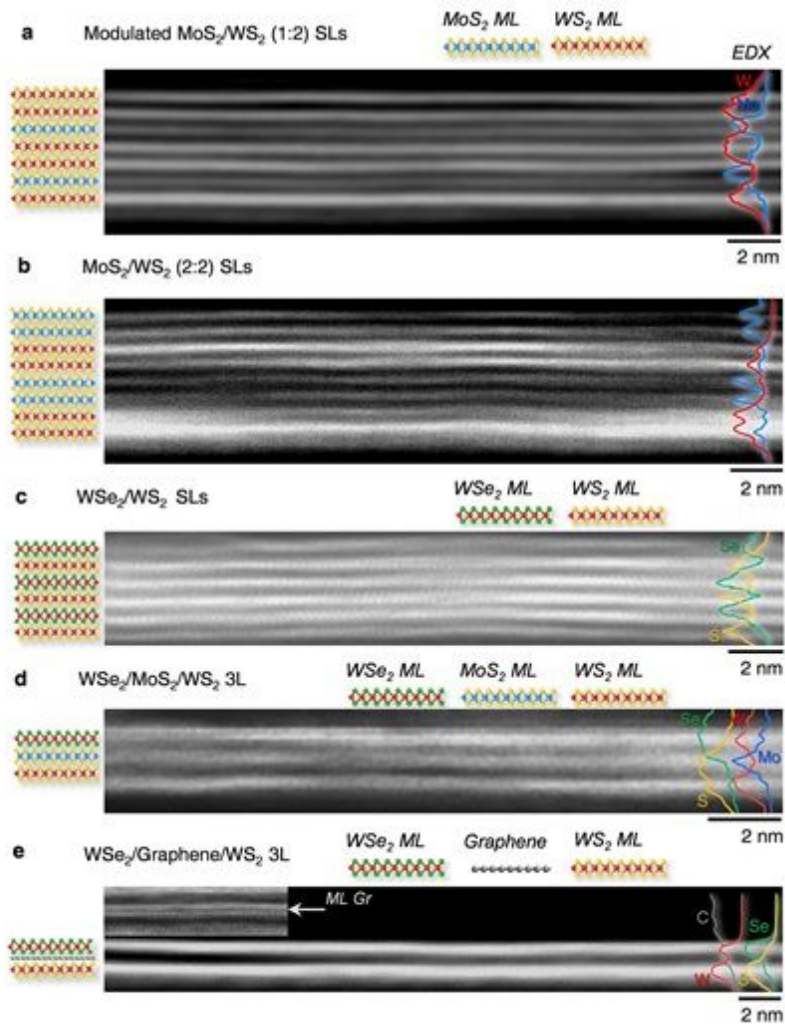 a Modulated MoS₂/WS₂ (1:2) SLs
MoS₂ ML WS₂ ML
EDX
W
Mo
2 nm
b MoS₂/WS₂ (2:2) SLs
2 nm
c WSe₂/WS₂ SLs
WSe₂ ML WS₂ ML
Se
S
2 nm
d WSe₂/MoS₂/WS₂ 3L
WSe₂ ML MoS₂ ML WS₂ ML
Se
Mo
S
2 nm
e WSe₂/Graphene/WS₂ 3L
WSe₂ ML Graphene WS₂ ML
ML Gr
C
Se
W S
2 nm